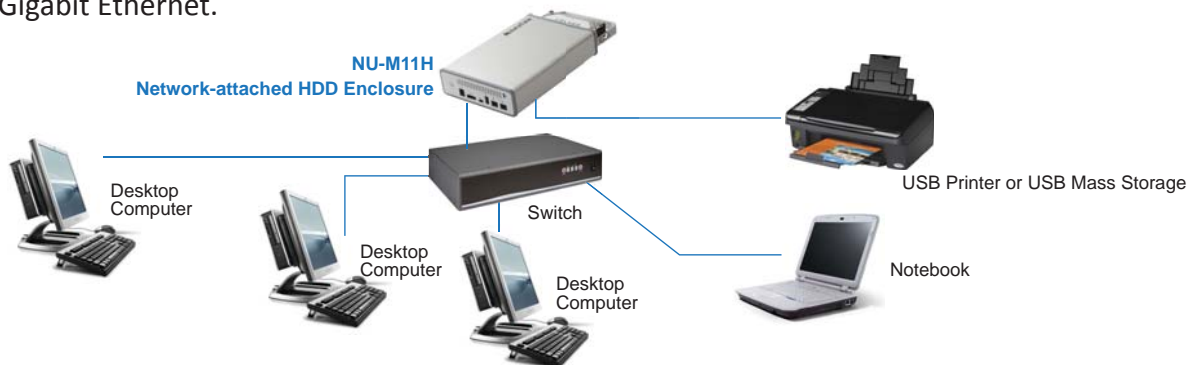 Gigabit Ethernet.
NU-M11H
Network-attached HDD Enclosure
USB Printer or USB Mass Storage
Desktop
Computer
Switch
Desktop
Computer
Desktop
Computer
Notebook